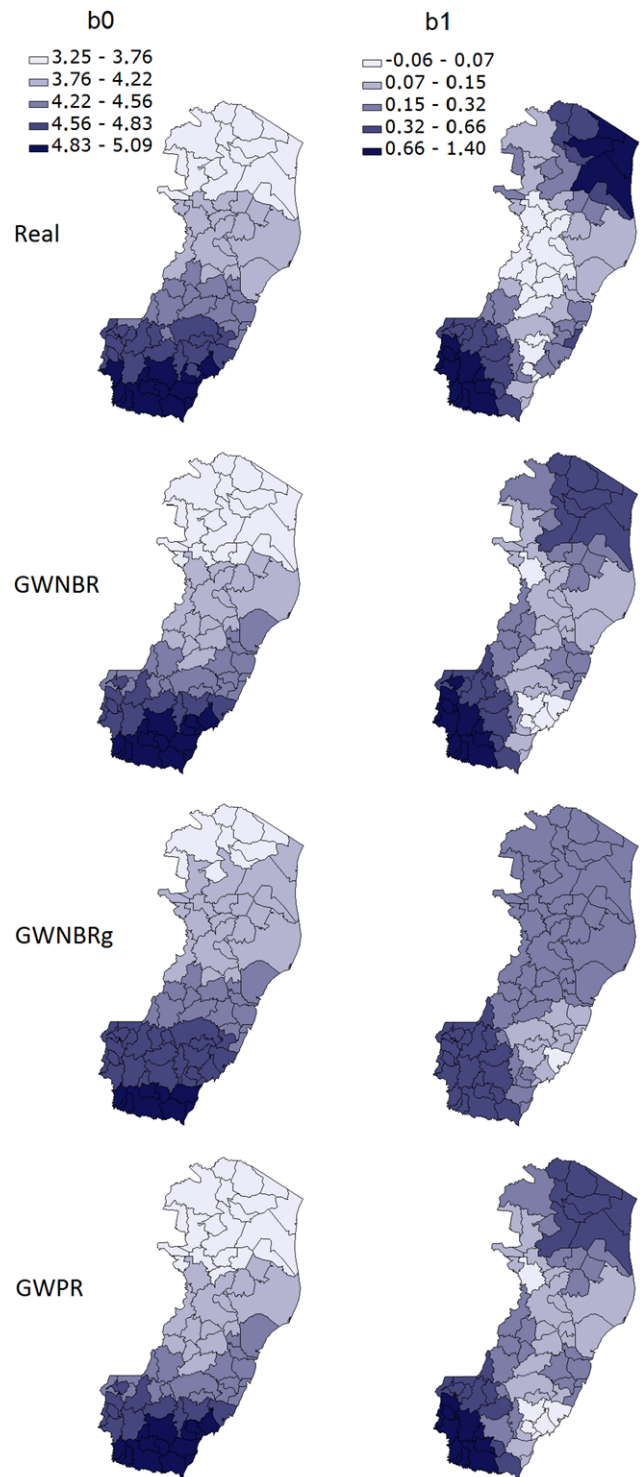 b0
b1
3.25 - 3.76
3.76 - 4.22
4.22 - 4.56
4.56 - 4.83
4.83 - 5.09
-0.06 - 0.07
0.07 - 0.15
0.15 - 0.32
0.32 - 0.66
0.66 - 1.40
Real
GWNBR
GWNBRg
GWPR